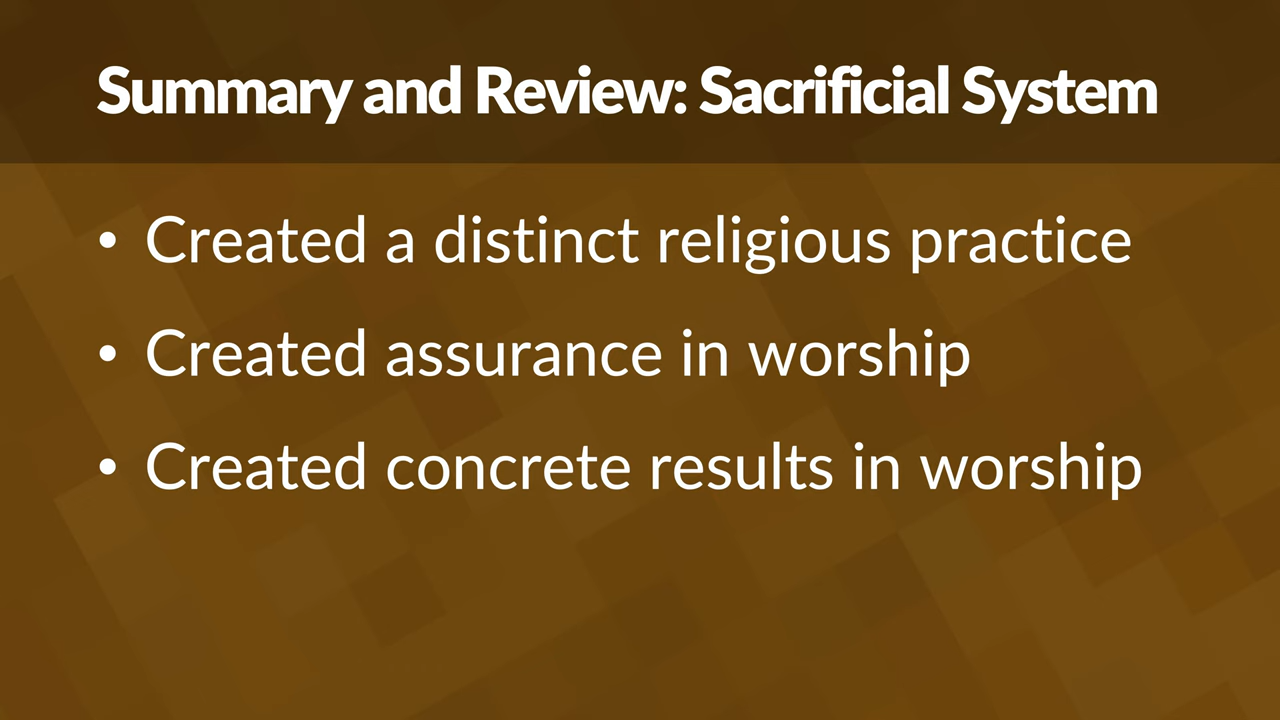 Summary and Review: Sacrificial System
• Created a distinct religious practice
• Created assurance in worship
• Created concrete results in worship